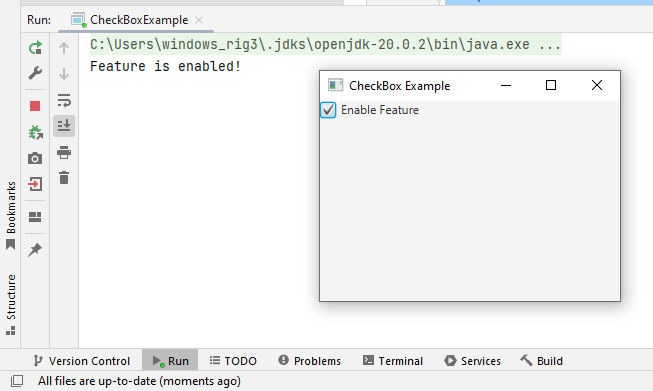 Run: CheckBoxExample
C:\Users\windows_rig3\.jdks\openjdk-20.0.2\bin\java.exe ...
Feature is enabled!
CheckBox Example
Enable Feature
Bookmarks
Structure
Version Control Run TODO Problems Terminal Services Build
All files are up-to-date (moments ago)